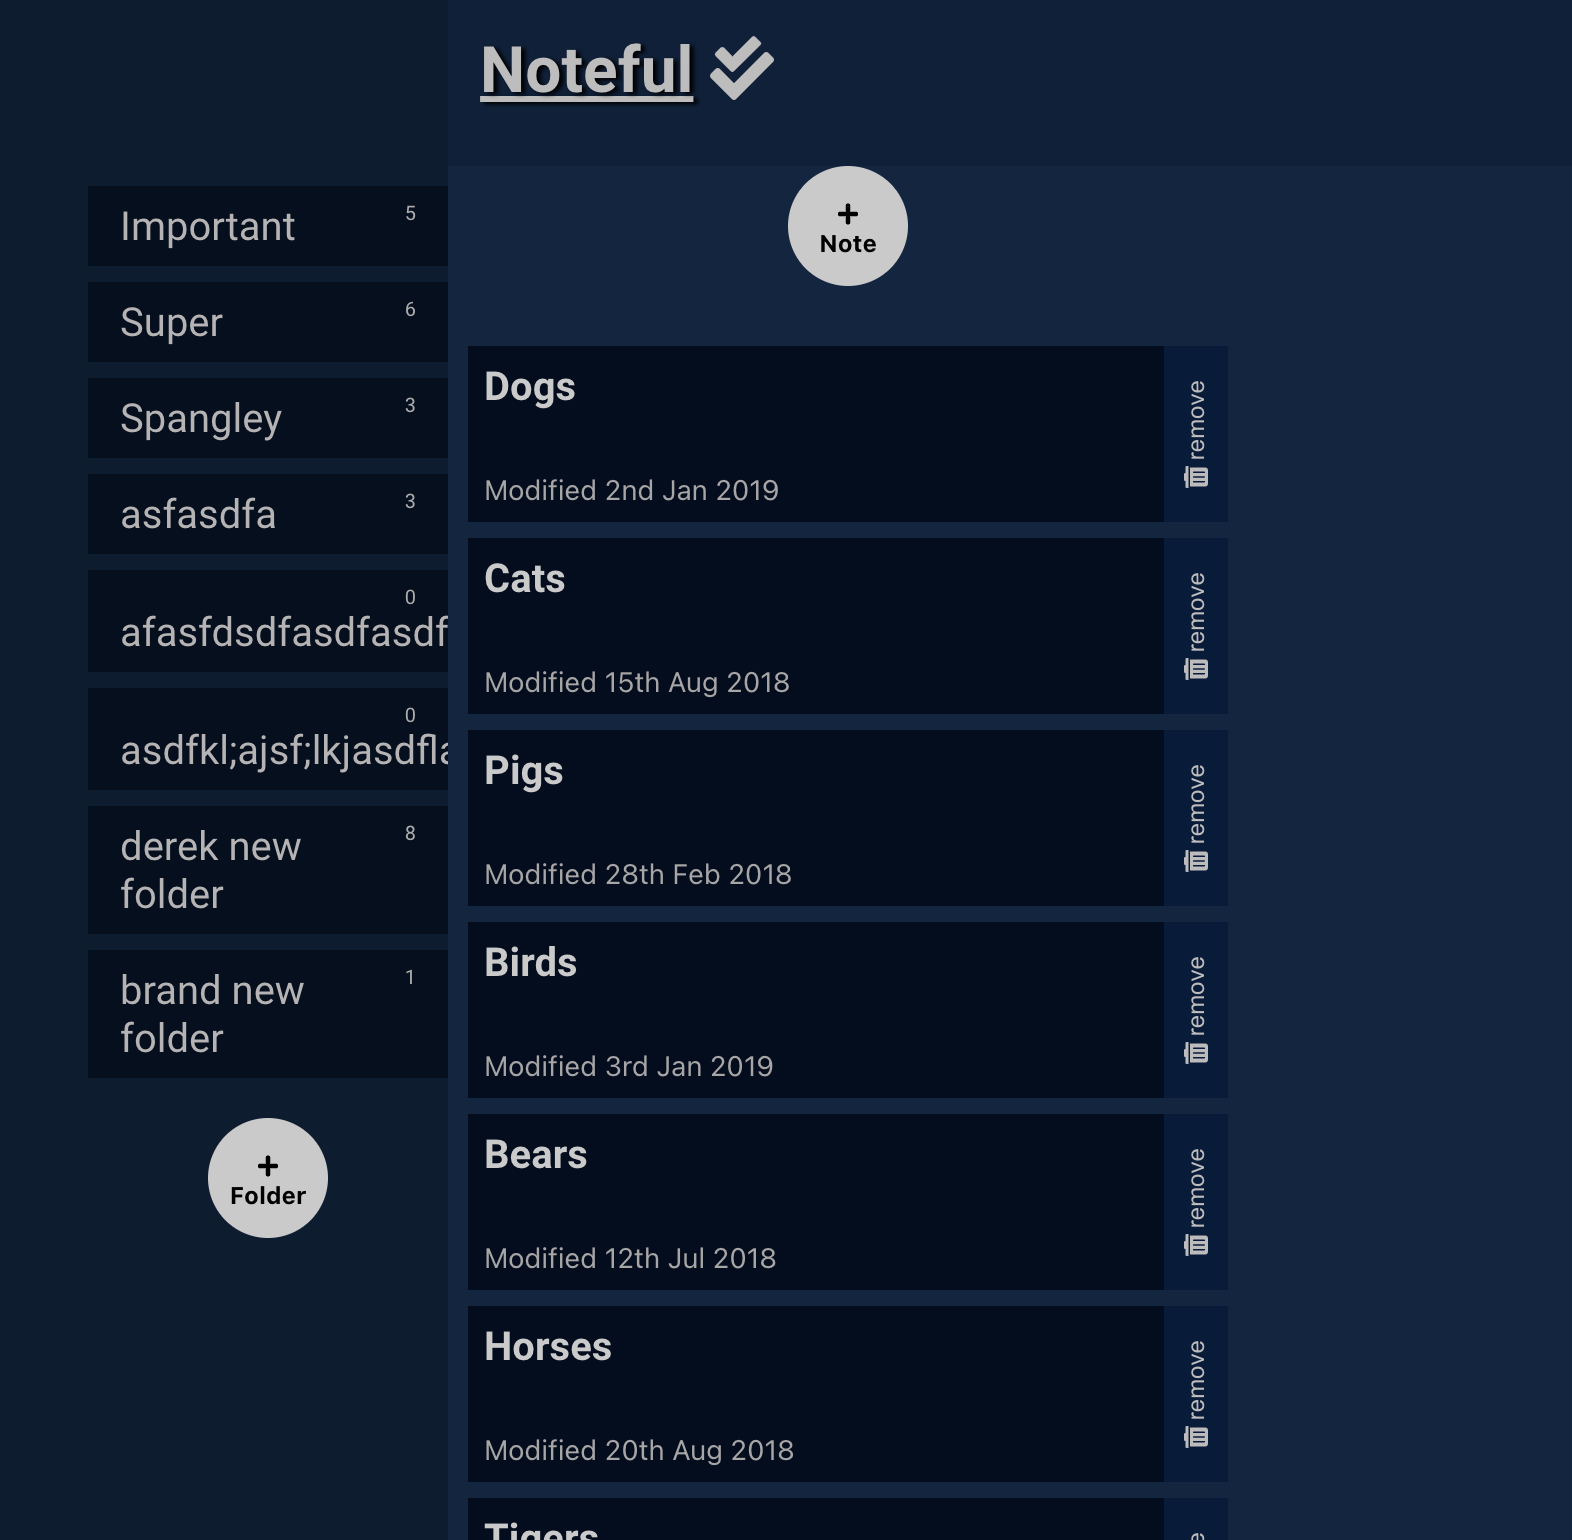 Noteful
Important 5
Super 6
Spangley 3
asfasdfa 3
0
afasfdsdfasdfasdf
0
asdfkl;ajsf;lkjasdfla
derek new 8
folder
brand new 1
folder
+
Folder
+
Note
Dogs
Modified 2nd Jan 2019
remove
Cats
Modified 15th Aug 2018
remove
Pigs
Modified 28th Feb 2018
remove
Birds
Modified 3rd Jan 2019
remove
Bears
Modified 12th Jul 2018
remove
Horses
Modified 20th Aug 2018
remove
Tigers